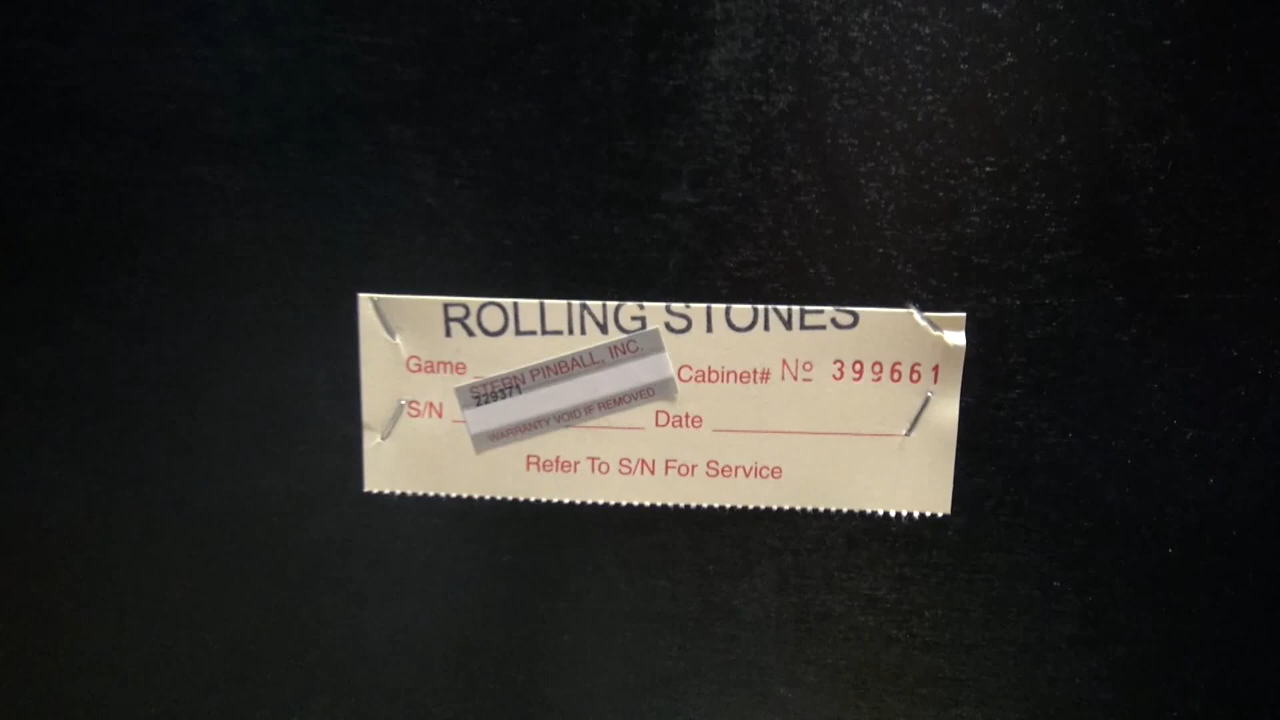 ROLLING STONES
Game
STERN PINBALL, INC.
229371
WARRANTY VOID IF REMOVED
Cabinet# Nº 399661
S/N
Date
Refer To S/N For Service